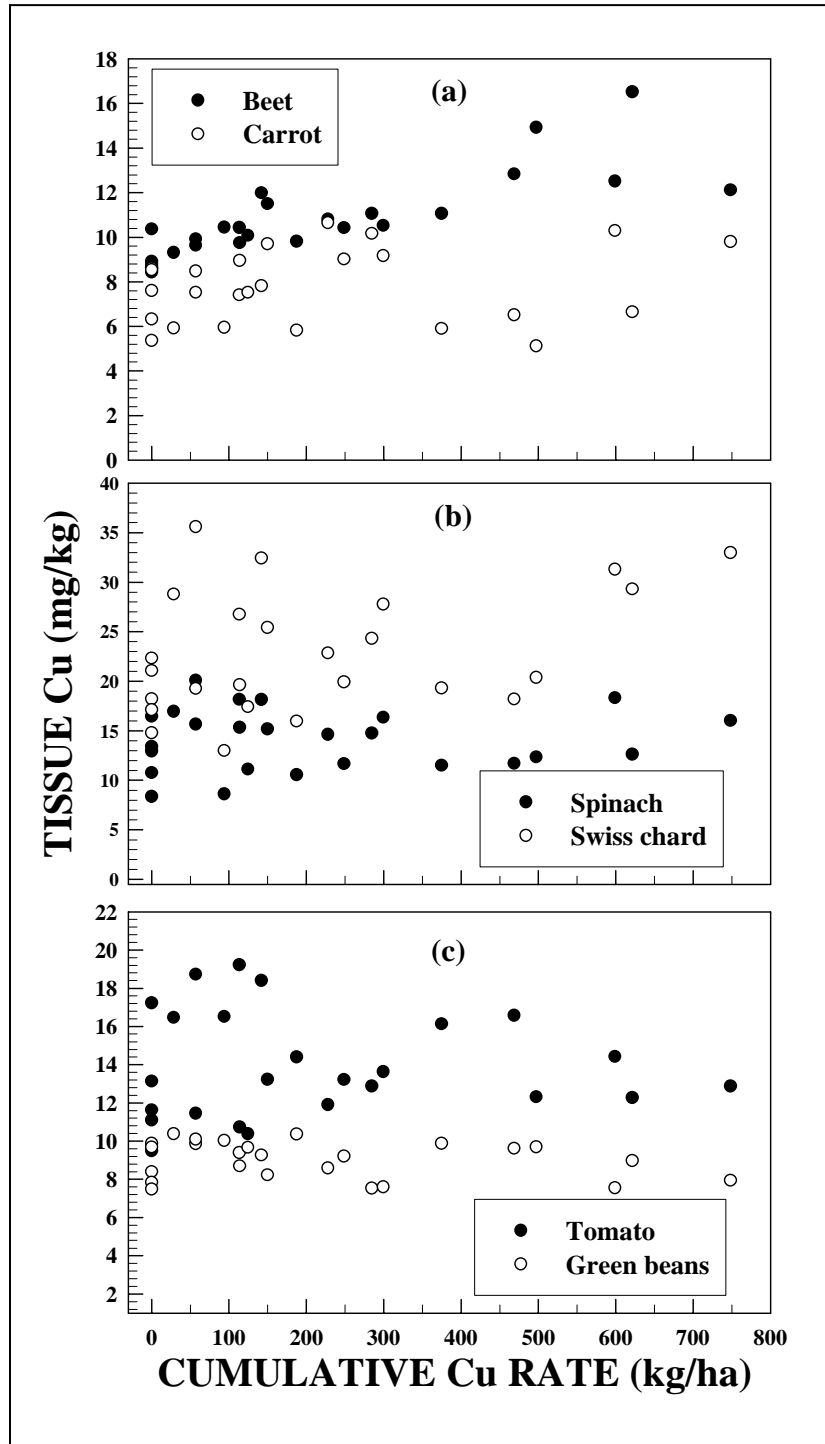 18
16
14
12
10
8
6
4
2
0
(a)
Beet
Carrot
TISSUE Cu (mg/kg)
40
35
30
25
20
15
10
5
0
(b)
Spinach
Swiss chard
22
20
18
16
14
12
10
8
6
4
2
(c)
Tomato
Green beans
0 100 200 300 400 500 600 700 800
CUMULATIVE Cu RATE (kg/ha)